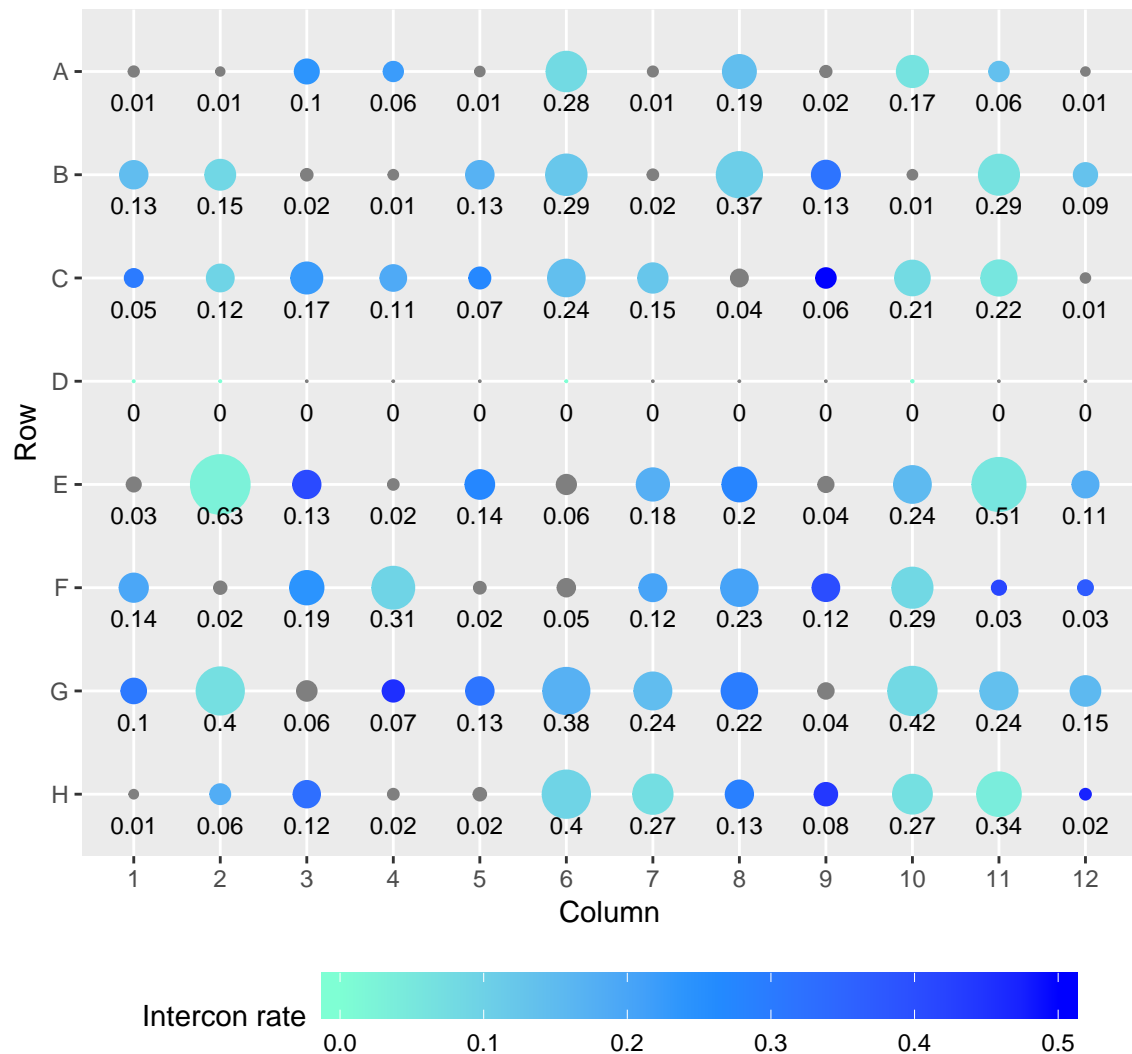 A
0.01 0.01 0.1 0.06 0.01 0.28 0.01 0.19 0.02 0.17 0.06 0.01
B
0.13 0.15 0.02 0.01 0.13 0.29 0.02 0.37 0.13 0.01 0.29 0.09
C
0.05 0.12 0.17 0.11 0.07 0.24 0.15 0.04 0.06 0.21 0.22 0.01
D
0 0 0 0 0 0 0 0 0 0 0 0
Row
E
0.03 0.63 0.13 0.02 0.14 0.06 0.18 0.2 0.04 0.24 0.51 0.11
F
0.14 0.02 0.19 0.31 0.02 0.05 0.12 0.23 0.12 0.29 0.03 0.03
G
0.1 0.4 0.06 0.07 0.13 0.38 0.24 0.22 0.04 0.42 0.24 0.15
H
0.01 0.06 0.12 0.02 0.02 0.4 0.27 0.13 0.08 0.27 0.34 0.02
1 2 3 4 5 6 7 8 9 10 11 12
Column
Intercon rate
0.0 0.1 0.2 0.3 0.4 0.5